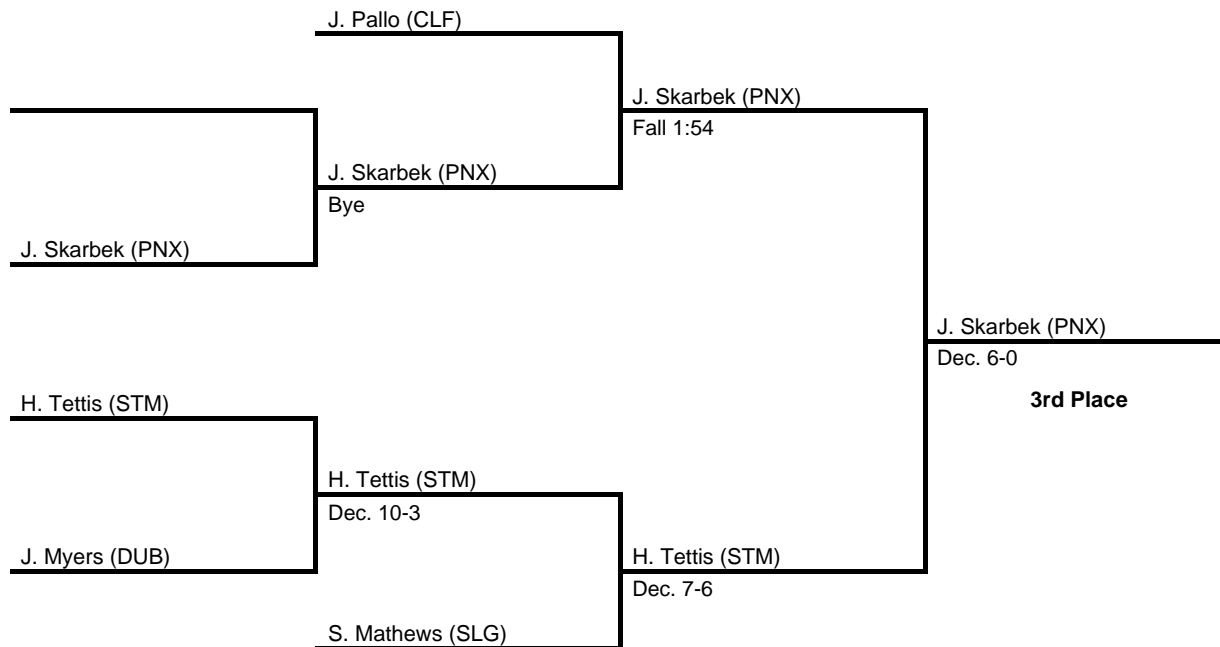 J. Pallo (CLF)
J. Skarbek (PNX)
Fall 1:54
J. Skarbek (PNX)
Bye
J. Skarbek (PNX)
J. Skarbek (PNX)
Dec. 6-0
3rd Place
H. Tettis (STM)
H. Tettis (STM)
Dec. 10-3
J. Myers (DUB)
H. Tettis (STM)
Dec. 7-6
S. Mathews (SLG)